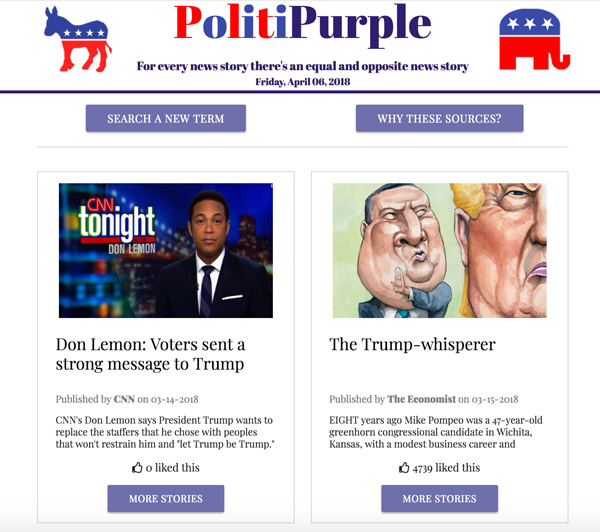 PolitiPurple
For every news story there's an equal and opposite news story
Friday, April 06, 2018
SEARCH A NEW TERM
WHY THESE SOURCES?
CNN
tonight
DON LEMON
Don Lemon: Voters sent a
strong message to Trump
Published by CNN on 03-14-2018
CNN's Don Lemon says President Trump wants to
replace the staffers that he chose with peoples
that won't restrain him and "let Trump be Trump."
0 liked this
MORE STORIES
The Trump-whisperer
Published by The Economist on 03-15-2018
EIGHT years ago Mike Pompeo was a 47-year-old
greenhorn congressional candidate in Wichita,
Kansas, with a modest business career and
4739 liked this
MORE STORIES